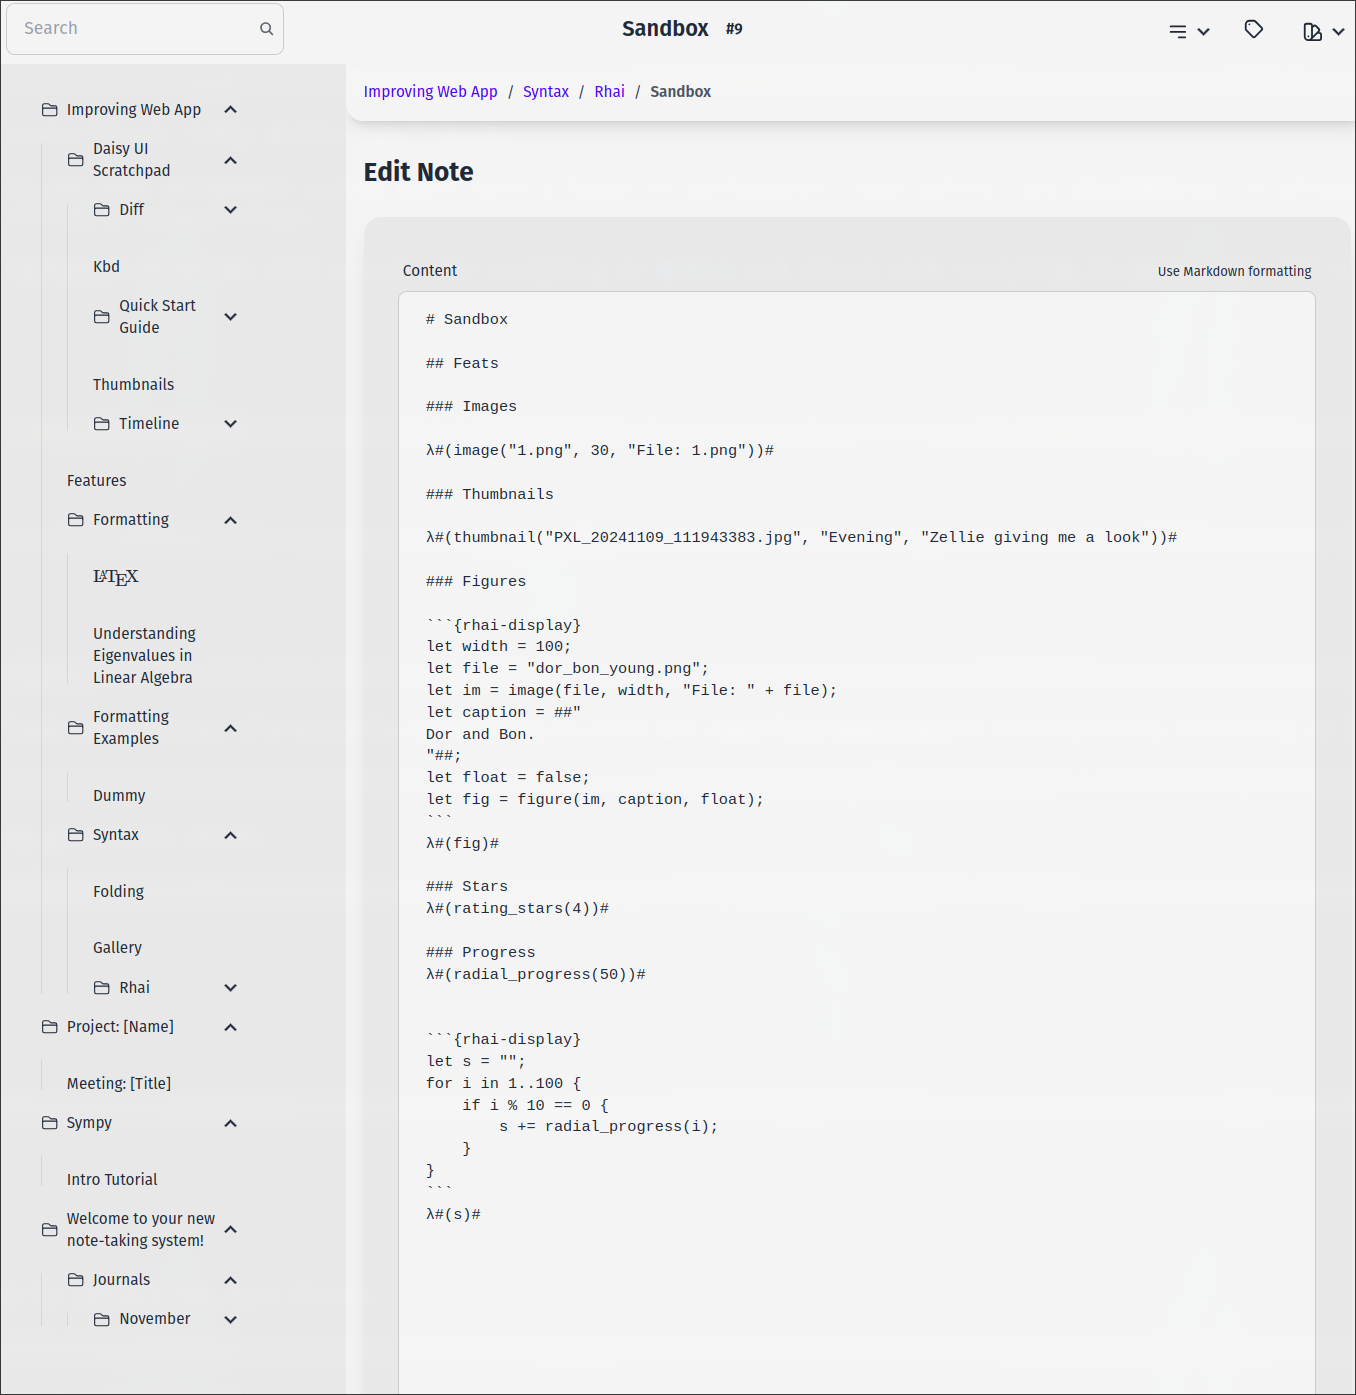 Search
Sandbox #9
Improving Web App
Daisy UI
Scratchpad
Diff
Kbd
Quick Start
Guide
Thumbnails
Timeline
Features
Formatting
LATEX
Understanding
Eigenvalues in
Linear Algebra
Formatting
Examples
Dummy
Syntax
Folding
Gallery
Rhai
Project: [Name]
Meeting: [Title]
Sympy
Intro Tutorial
Welcome to your new
note-taking system!
Journals
November
Improving Web App / Syntax / Rhai / Sandbox
Edit Note
Content Use Markdown formatting
# Sandbox
## Feats
### Images
λ#(image("1.png", 30, "File: 1.png"))#
### Thumbnails
λ#(thumbnail("PXL_20241109_111943383.jpg", "Evening", "Zellie giving me a look"))#
### Figures
```{rhai-display}
let width = 100;
let file = "dor_bon_young.png";
let im = image(file, width, "File: " + file);
let caption = ##"
Dor and Bon.
"##;
let float = false;
let fig = figure(im, caption, float);
```
λ#(fig)#
### Stars
λ#(rating_stars(4))#
### Progress
λ#(radial_progress(50))#
```{rhai-display}
let s = "";
for i in 1..100 {
    if i % 10 == 0 {
        s += radial_progress(i);
    }
}
```
λ#(s)#